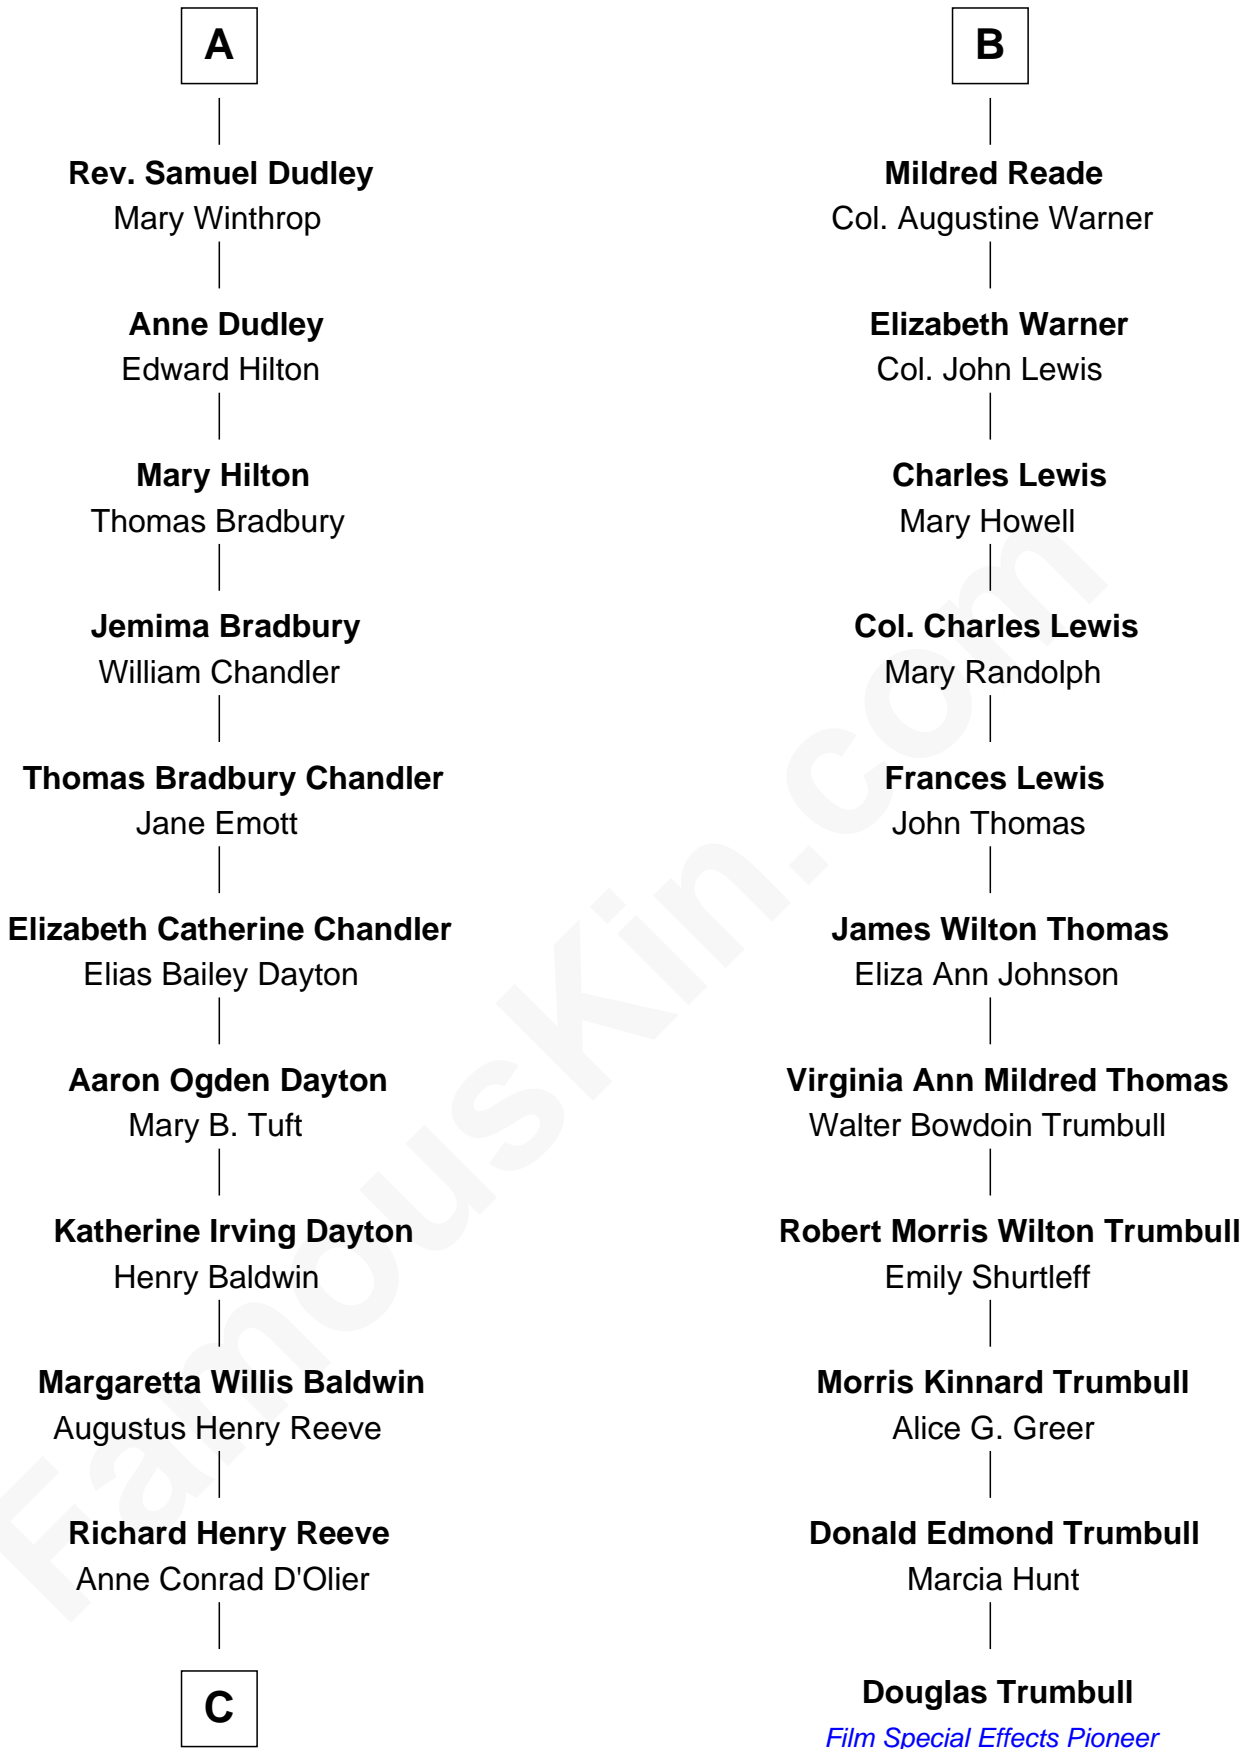 A
Rev. Samuel Dudley
Mary Winthrop
Anne Dudley
Edward Hilton
Mary Hilton
Thomas Bradbury
Jemima Bradbury
William Chandler
Thomas Bradbury Chandler
Jane Emott
Elizabeth Catherine Chandler
Elias Bailey Dayton
Aaron Ogden Dayton
Mary B. Tuft
Katherine Irving Dayton
Henry Baldwin
Margaretta Willis Baldwin
Augustus Henry Reeve
Richard Henry Reeve
Anne Conrad D'Olier
C
B
Mildred Reade
Col. Augustine Warner
Elizabeth Warner
Col. John Lewis
Charles Lewis
Mary Howell
Col. Charles Lewis
Mary Randolph
Frances Lewis
John Thomas
James Wilton Thomas
Eliza Ann Johnson
Virginia Ann Mildred Thomas
Walter Bowdoin Trumbull
Robert Morris Wilton Trumbull
Emily Shurtleff
Morris Kinnard Trumbull
Alice G. Greer
Donald Edmond Trumbull
Marcia Hunt
Douglas Trumbull
Film Special Effects Pioneer
FamousKin.com